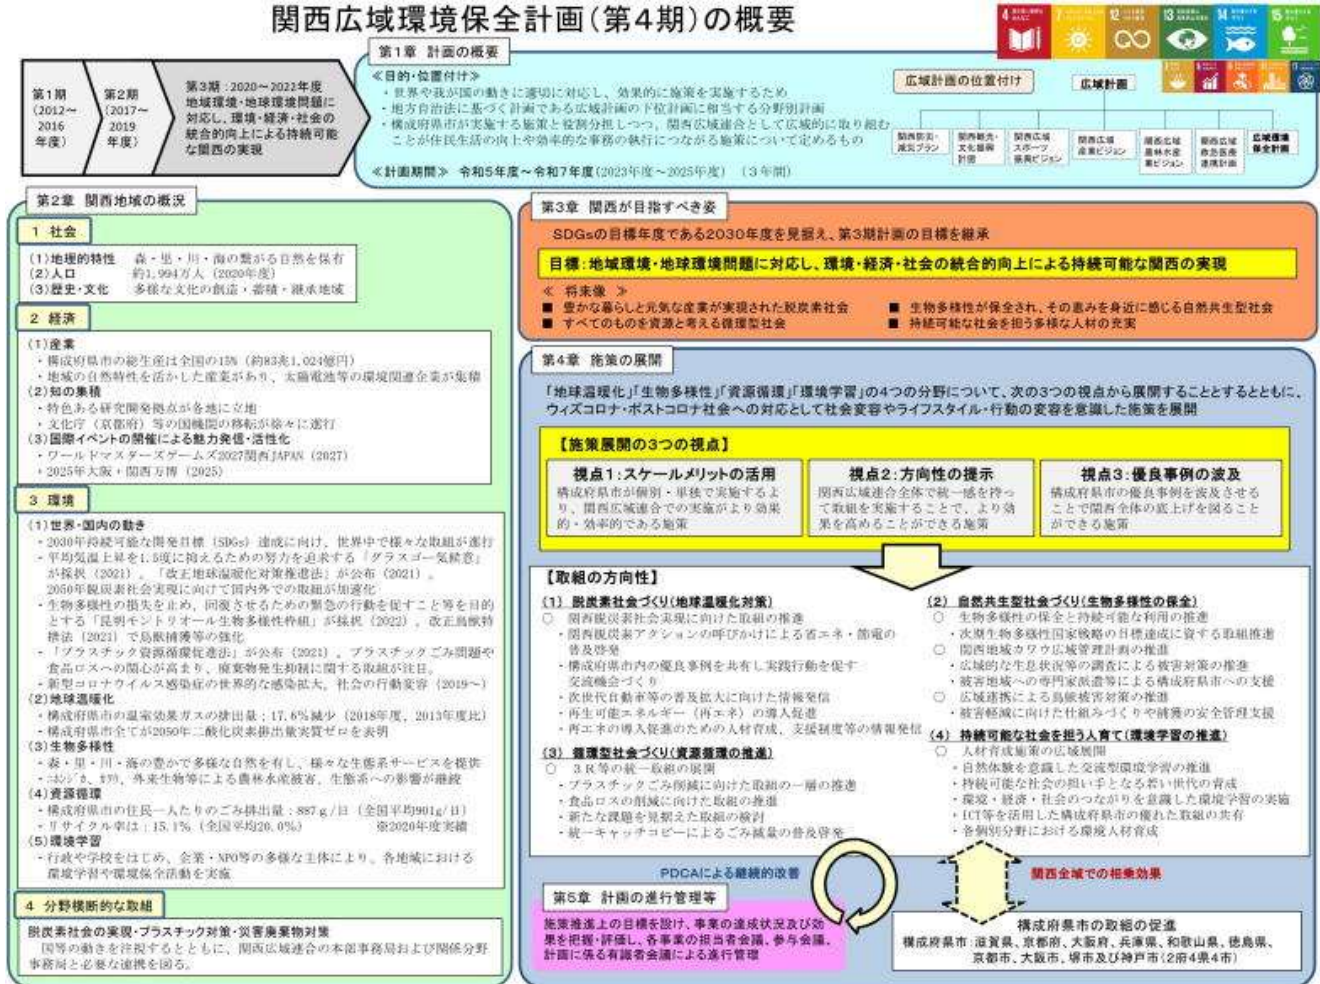 関西広域環境保全計画(第4期)の概要
第1期
(2012～
2016
年度)
第2期
(2017～
2019
年度)
第3期:2020～2022年度
地域環境・地球環境問題に
対応し、環境・経済・社会の
統合的向上による持続可能
な関西の実現
第1章 計画の概要
≪目的・位置付け≫
・世界や我が国の動きに適切に対応し、効果的に施策を実施するため
・地方自治法に基づく計画である広域計画の下位計画に相当する分野別計画
・構成府県市が実施する施策と役割分担しつつ、関西広域連合として広域的に取り組む
ことが住民生活の向上や効率的な事務の執行につながる施策について定めるもの
≪計画期間≫ 令和5年度～令和7年度(2023年度～2025年度) (3年間)
広域計画の位置付け
広域計画
関西防災・
減災プラン
関西観光・
文化振興
計画
関西広域
スポーツ
振興ビジョン
関西広域
産業ビジョン
関西広域
農林水産
業ビジョン
関西広域
救急医療
連携計画
広域環境
保全計画
4
7
12
13
14
15
第2章 関西地域の概況
1 社会
(1)地理的特性 森・里・川・海の繋がる自然を保有
(2)人口 約1,994万人(2020年度)
(3)歴史・文化 多様な文化の創造・蓄積・継承地域
2 経済
(1)産業
・構成府県市の総生産は全国の15%(約83兆1,024億円)
・地域の自然特性を活かした産業があり、太陽電池等の環境関連企業が集積
(2)知の集積
・特色ある研究開発拠点が各地に立地
・文化庁(京都府)等の国機関の移転が徐々に進行
(3)国際イベントの開催による魅力発信・活性化
・ワールドマスターズゲームズ2027関西JAPAN(2027)
・2025年大阪・関西万博(2025)
3 環境
(1)世界・国内の動き
・2030年持続可能な開発目標(SDGs)達成に向け、世界中で様々な取組が進行
・平均気温上昇を1.5度に抑えるための努力を追求する「グラスゴー気候合意」
が採択(2021)。「改正地球温暖化対策推進法」が公布(2021)。
2050年脱炭素社会実現に向けて国内外での取組が加速化
・生物多様性の損失を止め、回復させるための緊急の行動を促すこと等を目的
とする「昆明モントリオール生物多様性枠組」が採択(2022)。改正鳥獣特
措法(2021)で鳥獣捕獲等の強化
・「プラスチック資源循環促進法」が公布(2021)。プラスチックごみ問題や
食品ロスへの関心が高まり、廃棄物発生抑制に関する取組が注目。
・新型コロナウイルス感染症の世界的な感染拡大、社会の行動変容(2019～)
(2)地球温暖化
・構成府県市の温室効果ガスの排出量:17.6%減少(2018年度、2013年度比)
・構成府県市全てが2050年二酸化炭素排出量実質ゼロを表明
(3)生物多様性
・森・里・川・海の豊かで多様な自然を有し、様々な生態系サービスを提供
・ニホンジカ、カワウ、外来生物等による農林水産被害、生態系への影響が継続
(4)資源循環
・構成府県市の住民一人たりのごみ排出量:887g/日(全国平均901g/日)
・リサイクル率は:15.1%(全国平均20.0%) ※2020年度実績
(5)環境学習
・行政や学校をはじめ、企業・NPO等の多様な主体により、各地域における
環境学習や環境保全活動を実施
4 分野横断的な取組
脱炭素社会の実現・プラスチック対策・災害廃棄物対策
国等の動きを注視するとともに、関西広域連合の本部事務局および関係分野
事務局と必要な連携を図る。
第3章 関西が目指すべき姿
SDGsの目標年度である2030年度を見据え、第3期計画の目標を継承
目標:地域環境・地球環境問題に対応し、環境・経済・社会の統合的向上による持続可能な関西の実現
≪ 将来像 ≫
■ 豊かな暮らしと元気な産業が実現された脱炭素社会
■ 生物多様性が保全され、その恵みを身近に感じる自然共生型社会
■ すべてのものを資源と考える循環型社会
■ 持続可能な社会を担う多様な人材の充実
第4章 施策の展開
「地球温暖化」「生物多様性」「資源循環」「環境学習」の4つの分野について、次の3つの視点から展開することとするとともに、
ウィズコロナ・ポストコロナ社会への対応として社会変容やライフスタイル・行動の変容を意識した施策を展開
【施策展開の3つの視点】
視点1:スケールメリットの活用
構成府県市が個別・単独で実施するよ
り、関西広域連合での実施がより効果
的・効率的である施策
視点2:方向性の提示
関西広域連合全体で統一感を持っ
て取組を実施することで、より効
果を高めることができる施策
視点3:優良事例の波及
構成府県市の優良事例を波及させる
ことで関西全体の底上げを図ること
ができる施策
【取組の方向性】
(1) 脱炭素社会づくり(地球温暖化対策)
○ 関西脱炭素社会実現に向けた取組の推進
・関西脱炭素アクションの呼びかけによる省エネ・節電の
普及啓発
・構成府県市内の優良事例を共有し実践行動を促す
交流機会づくり
・次世代自動車等の普及拡大に向けた情報発信
・再生可能エネルギー(再エネ)の導入促進
・再エネの導入促進のための人材育成、支援制度等の情報発信
(3) 循環型社会づくり(資源循環の推進)
○ 3R等の統一取組の展開
・プラスチックごみ削減に向けた取組の一層の推進
・食品ロスの削減に向けた取組の推進
・新たな課題を見据えた取組の検討
・統一キャッチコピーによるごみ減量の普及啓発
(2) 自然共生型社会づくり(生物多様性の保全)
○ 生物多様性の保全と持続可能な利用の推進
・次期生物多様性国家戦略の目標達成に資する取組推進
○ 関西地域カワウ広域管理計画の推進
・広域的な生息状況等の調査による被害対策の推進
・被害地域への専門家派遣等による構成府県市への支援
○ 広域連携による鳥獣被害対策の推進
・被害軽減に向けた仕組みづくりや捕獲の安全管理支援
(4) 持続可能な社会を担う人育て(環境学習の推進)
○ 人材育成施策の広域展開
・自然体験を意識した交流型環境学習の推進
・持続可能な社会の担い手となる若い世代の育成
・環境・経済・社会のつながりを意識した環境学習の実施
・ICT等を活用した構成府県市の優れた取組の共有
・各個別分野における環境人材育成
PDCAによる継続的改善
関西全域での相乗効果
第5章 計画の進行管理等
施策推進上の目標を設け、事業の達成状況及び効
果を把握・評価し、各事業の担当者会議、参与会議、
計画に係る有識者会議による進行管理
構成府県市の取組の促進
構成府県市:滋賀県、京都府、大阪府、兵庫県、和歌山県、徳島県、
京都市、大阪市、堺市及び神戸市(2府4県4市)